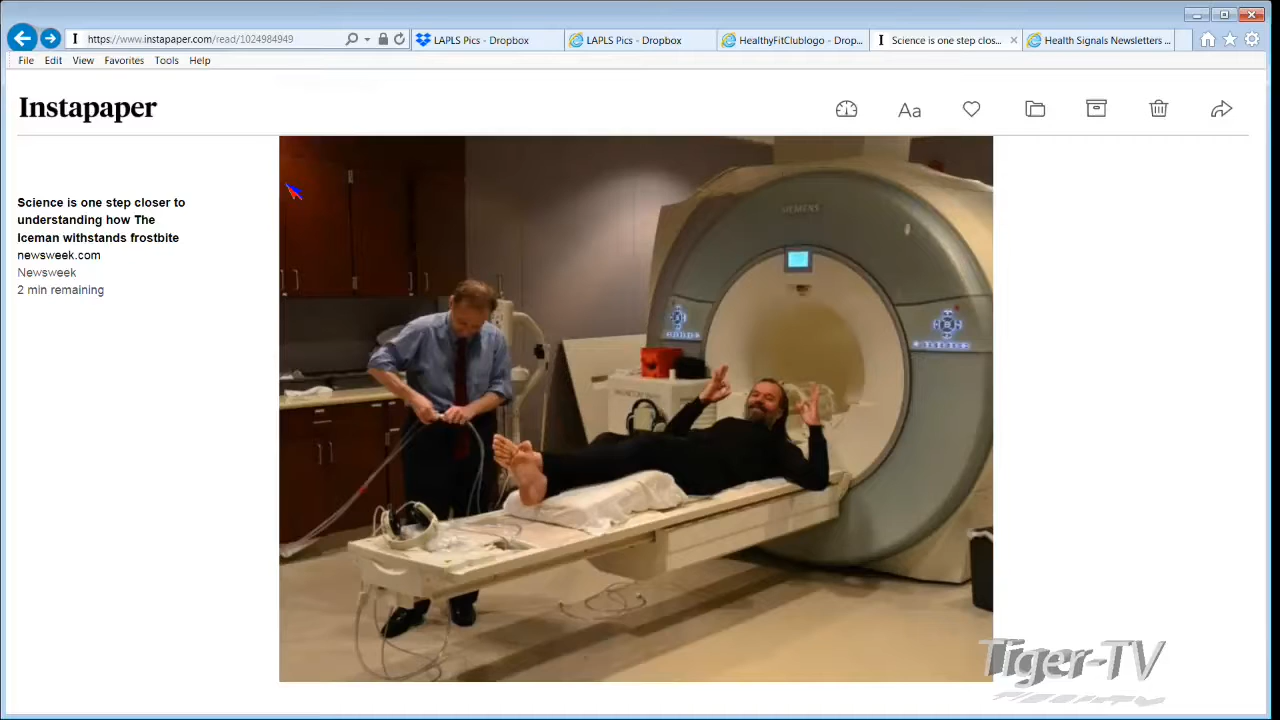 https://www.instapaper.com/read/1024984949
LAPLS Pics - Dropbox
LAPLS Pics - Dropbox
HealthyFitClublogo - Drop...
Science is one step clos...
Health Signals Newsletters ...
File Edit View Favorites Tools Help
Instapaper
Aa
Science is one step closer to
understanding how The
Iceman withstands frostbite
newsweek.com
Newsweek
2 min remaining
SIEMENS
Tiger-TV